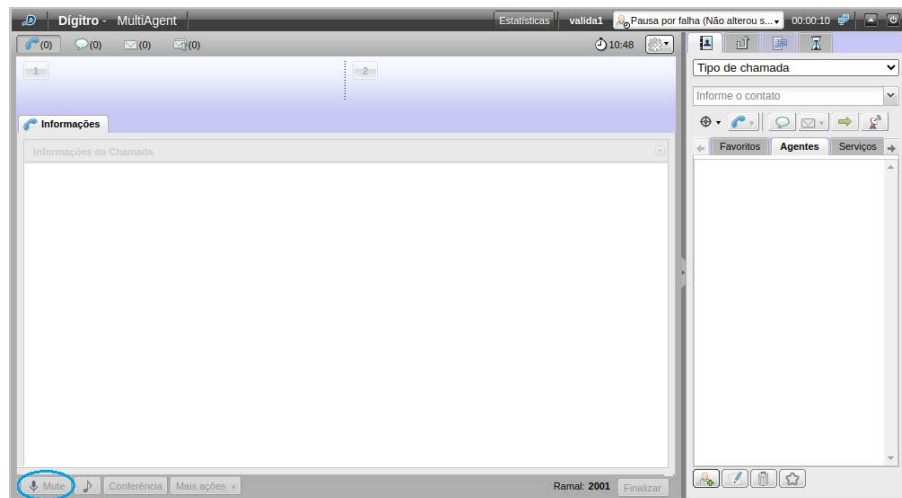 Dígitro - MultiAgent Estatísticas valida1 Pausa por falha (Não alterou s... 00:00:10
(0) (0) (0) (0) 10:48
1 2
Informações
Informações da Chamada
Mute Conferência Mais ações Ramal: 2001 Finalizar
Tipo de chamada
Informe o contato
Favoritos Agentes Serviços